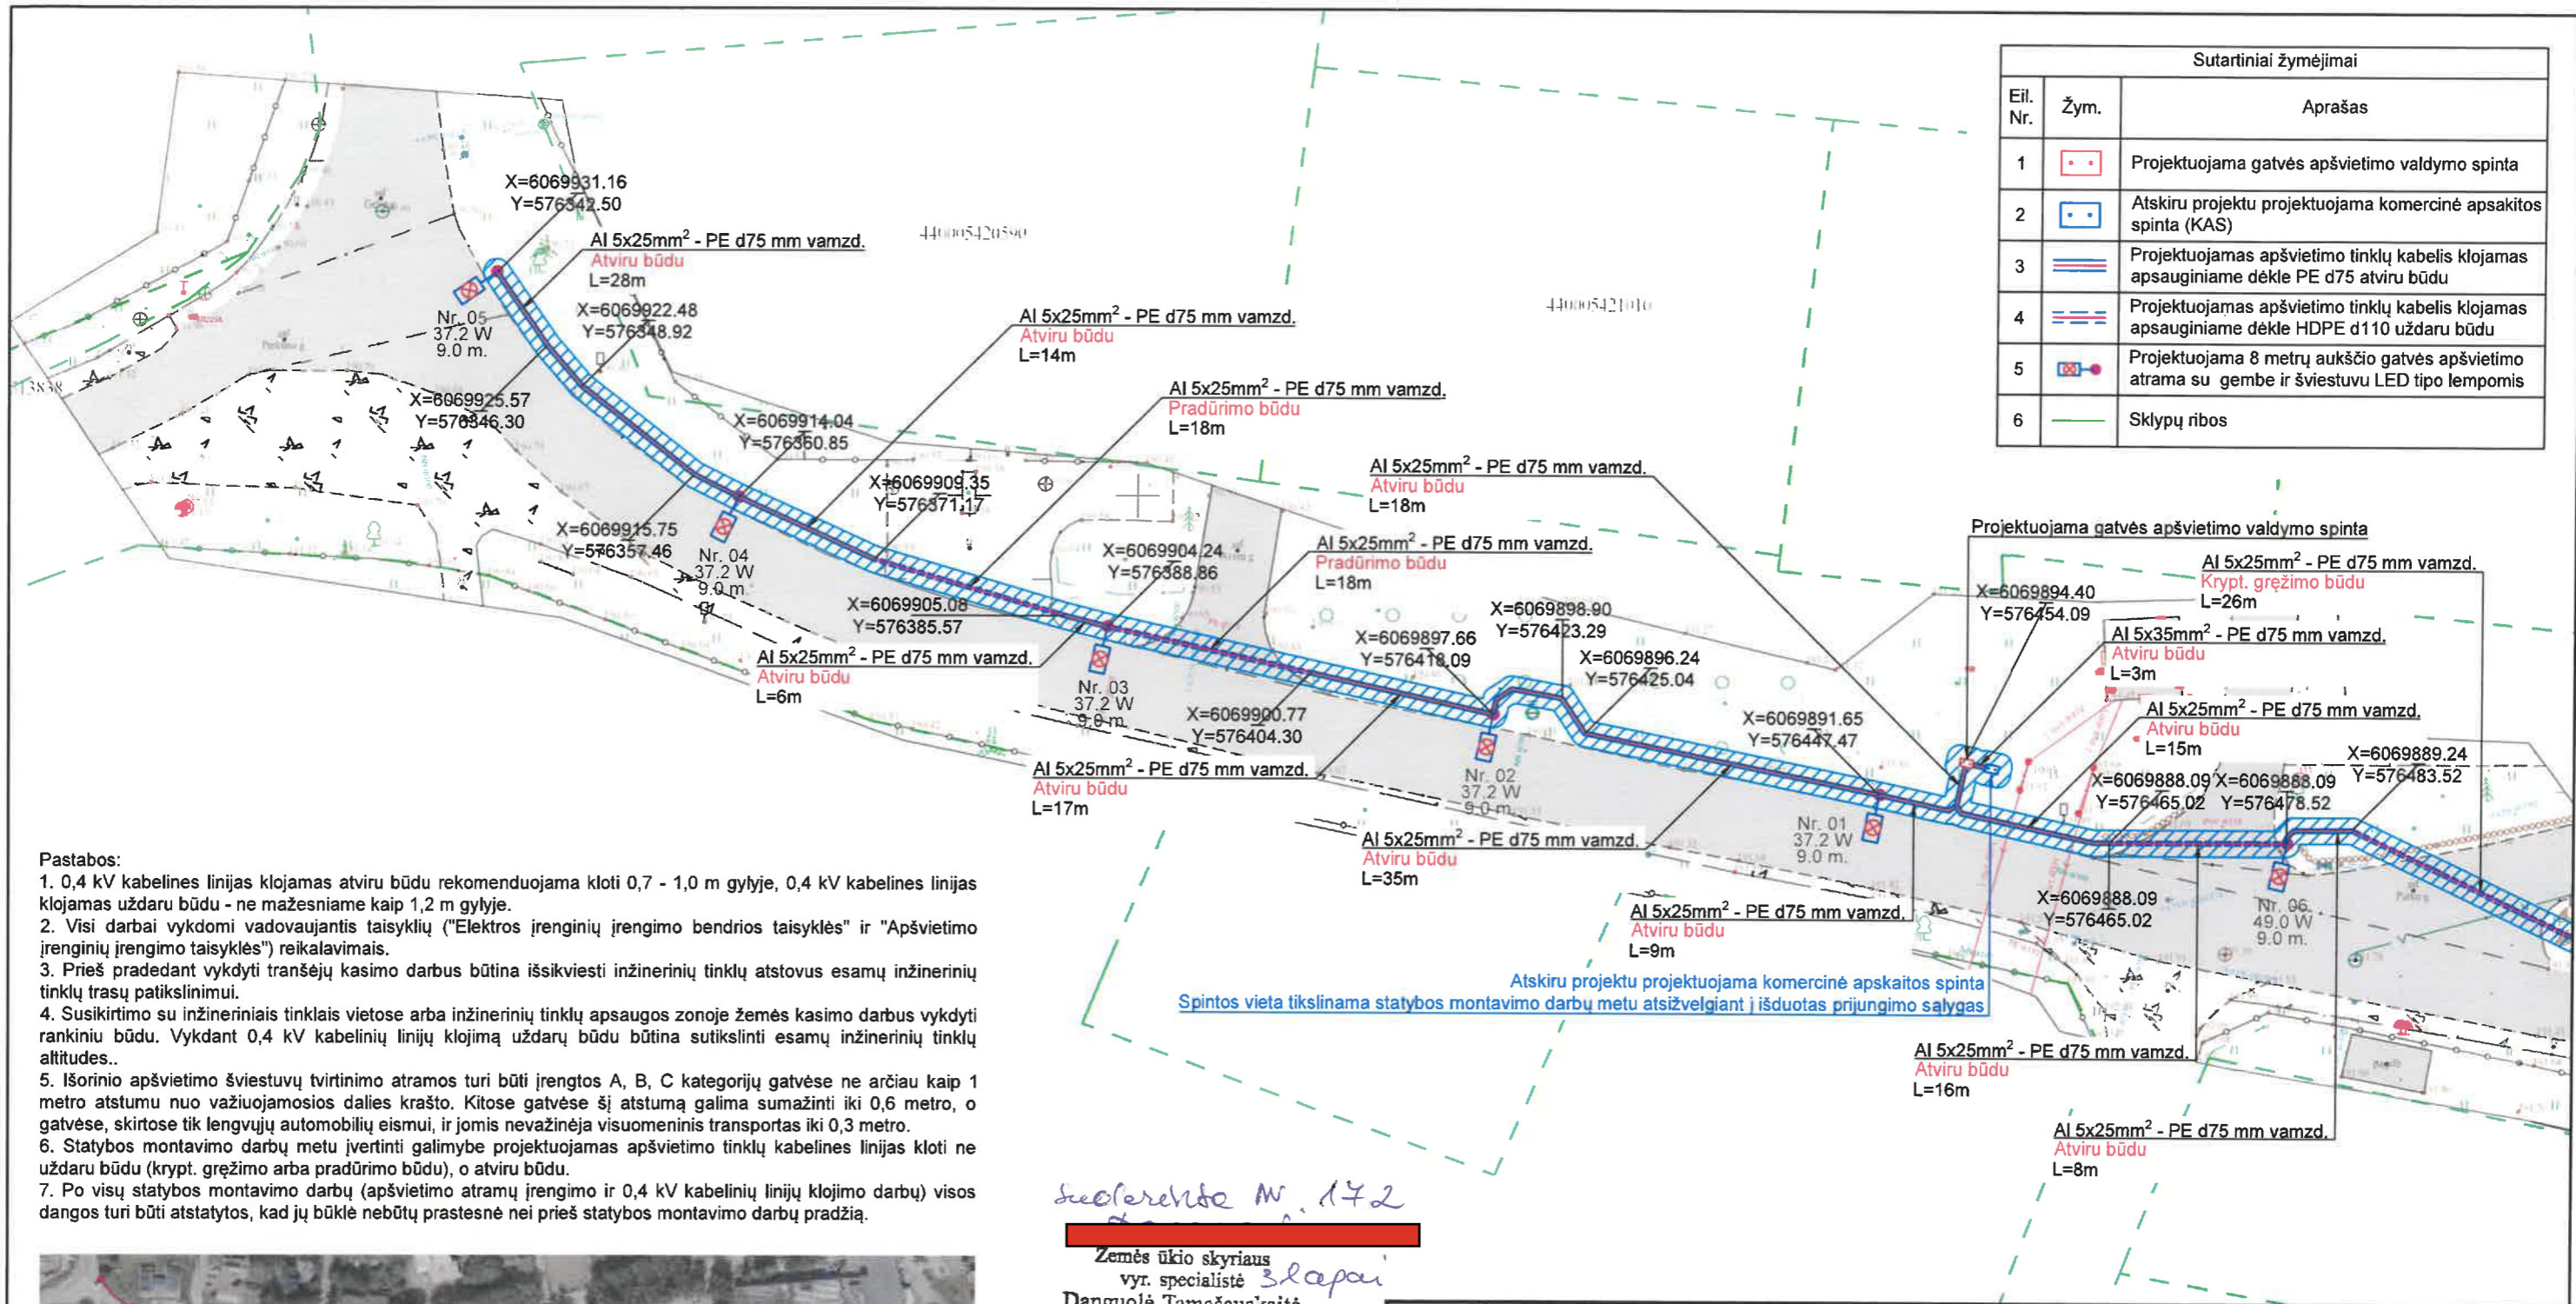 Sutartiniai žymėjimai
Eil. Nr.
Žym.
Aprašas
1
Projektuojama gatvės apšvietimo valdymo spinta
2
Atskiru projektu projektuojama komercinė apsakitos
spinta (KAS)
3
Projektuojamas apšvietimo tinklų kabelis klojamas
apsauginiame dėkle PE d75 atviru būdu
4
Projektuojamas apšvietimo tinklų kabelis klojamas
apsauginiame dėkle HDPE d110 uždaru būdu
5
Projektuojama 8 metrų aukščio gatvės apšvietimo
atrama su gembe ir šviestuvu LED tipo lempomis
6
Sklypų ribos
X=6069931.16
Y=576342.50
Al 5x25mm² - PE d75 mm vamzd.
Atviru būdu
L=28m
440005420590
440005421010
Nr. 05
37.2 W
9.0 m.
X=6069922.48
Y=576348.92
Al 5x25mm² - PE d75 mm vamzd.
Atviru būdu
L=14m
X=6069925.57
Y=576346.30
Al 5x25mm² - PE d75 mm vamzd.
Pradūrimo būdu
L=18m
X=6069914.04
Y=576360.85
X=6069909.35
Y=576371.17
Al 5x25mm² - PE d75 mm vamzd.
Atviru būdu
L=18m
X=6069915.75
Y=576357.46
Nr. 04
37.2 W
9.0 m.
X=6069904.24
Y=576388.86
Al 5x25mm² - PE d75 mm vamzd.
Pradūrimo būdu
L=18m
Projektuojama gatvės apšvietimo valdymo spinta
Al 5x25mm² - PE d75 mm vamzd.
Krypt. gręžimo būdu
L=26m
X=6069905.08
Y=576385.57
X=6069898.90
Y=576423.29
X=6069894.40
Y=576454.09
Al 5x35mm² - PE d75 mm vamzd.
Atviru būdu
L=3m
Al 5x25mm² - PE d75 mm vamzd.
Atviru būdu
L=6m
Nr. 03
37.2 W
9.0 m.
X=6069897.66
Y=576418.09
X=6069896.24
Y=576425.04
X=6069900.77
Y=576404.30
X=6069891.65
Y=576447.47
Al 5x25mm² - PE d75 mm vamzd.
Atviru būdu
L=15m
X=6069889.24
Y=576483.52
Al 5x25mm² - PE d75 mm vamzd.
Atviru būdu
L=17m
Nr. 02
37.2 W
9.0 m.
X=6069888.09
Y=576465.02
X=6069888.09
Y=576478.52
Al 5x25mm² - PE d75 mm vamzd.
Atviru būdu
L=35m
Nr. 01
37.2 W
9.0 m.
Al 5x25mm² - PE d75 mm vamzd.
Atviru būdu
L=9m
X=6069888.09
Y=576465.02
Nr. 06
49.0 W
9.0 m.
Atskiru projektu projektuojama komercinė apskaitos spinta
Spintos vieta tikslinama statybos montavimo darbų metu atsižvelgiant į išduotas prijungimo sąlygas
Al 5x25mm² - PE d75 mm vamzd.
Atviru būdu
L=16m
Al 5x25mm² - PE d75 mm vamzd.
Atviru būdu
L=8m
Pastabos:
1. 0,4 kV kabelines linijas klojamas atviru būdu rekomenduojama kloti 0,7 - 1,0 m gylyje, 0,4 kV kabelines linijas
klojamas uždaru būdu - ne mažesniame kaip 1,2 m gylyje.
2. Visi darbai vykdomi vadovaujantis taisyklių ("Elektros įrenginių įrengimo bendrios taisyklės" ir "Apšvietimo
įrenginių įrengimo taisyklės") reikalavimais.
3. Prieš pradedant vykdyti tranšėjų kasimo darbus būtina išsikviesti inžinerinių tinklų atstovus esamų inžinerinių
tinklų trasų patikslinimui.
4. Susikirtimo su inžineriniais tinklais vietose arba inžinerinių tinklų apsaugos zonoje žemės kasimo darbus vykdyti
rankiniu būdu. Vykdant 0,4 kV kabelinių linijų klojimą uždarų būdu būtina sutikslinti esamų inžinerinių tinklų
altitudes..
5. Išorinio apšvietimo šviestuvų tvirtinimo atramos turi būti įrengtos A, B, C kategorijų gatvėse ne arčiau kaip 1
metro atstumu nuo važiuojamosios dalies krašto. Kitose gatvėse šį atstumą galima sumažinti iki 0,6 metro, o
gatvėse, skirtose tik lengvųjų automobilių eismui, ir jomis nevažinėja visuomeninis transportas iki 0,3 metro.
6. Statybos montavimo darbų metu įvertinti galimybe projektuojamas apšvietimo tinklų kabelines linijas kloti ne
uždaru būdu (krypt. gręžimo arba pradūrimo būdu), o atviru būdu.
7. Po visų statybos montavimo darbų (apšvietimo atramų įrengimo ir 0,4 kV kabelinių linijų klojimo darbų) visos
dangos turi būti atstatytos, kad jų būklė nebūtų prastesnė nei prieš statybos montavimo darbų pradžią.
Nr. 172
Žemės ūkio skyriaus
vyr. specialistė
Danguolė Tamašauskaitė